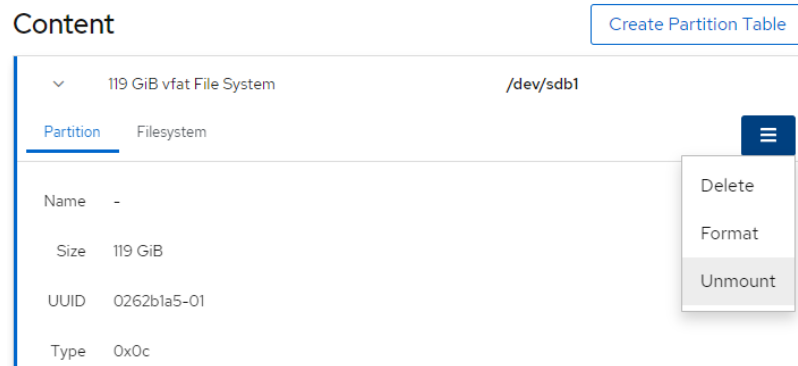 Content
Create Partition Table
119 GiB vfat File System /dev/sdb1
Partition Filesystem
Delete
Name -
Format
Size 119 GiB
Unmount
UUID 0262b1a5-01
Type 0x0c